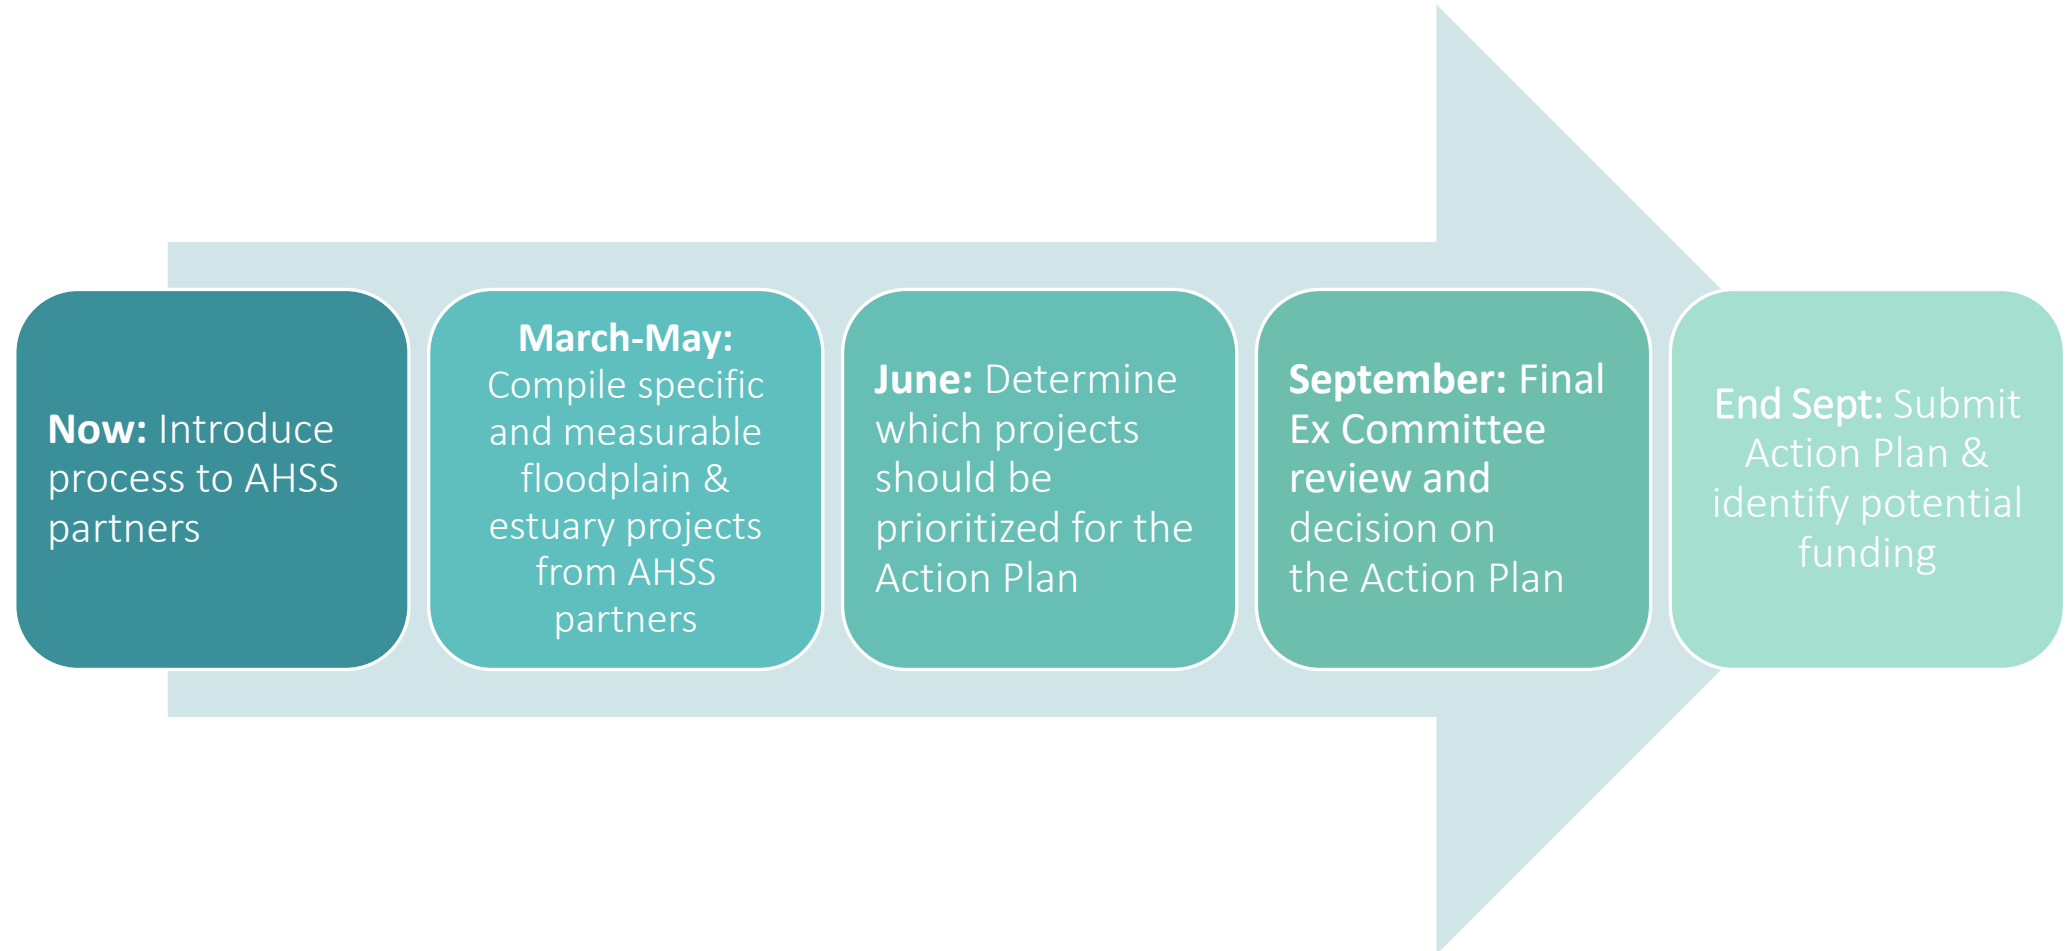 Now: Introduce
process to AHSS
partners
March-May:
Compile specific
and measurable
floodplain &
estuary projects
from AHSS
partners
June: Determine
which projects
should be
prioritized for the
Action Plan
September: Final
Ex Committee
review and
decision on
the Action Plan
End Sept: Submit
Action Plan &
identify potential
funding